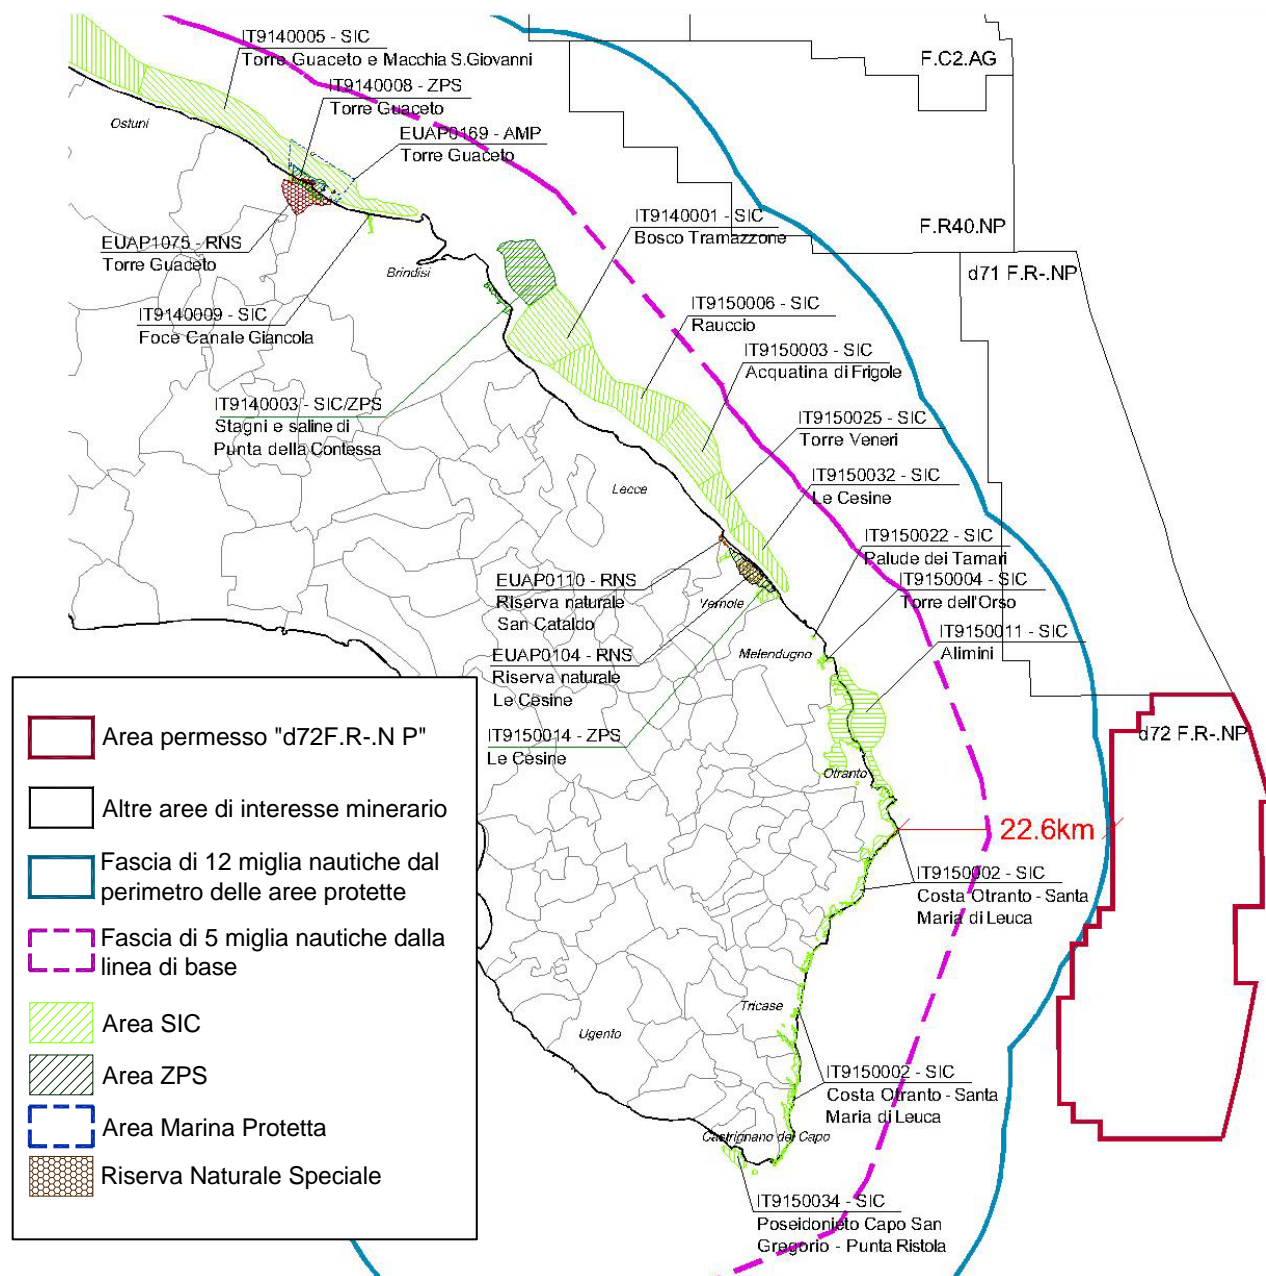 IT9140005 - SIC
Torre Guaceto e Macchia S.Giovanni
F.C2.AG
IT9140008 - ZPS
Torre Guaceto
Ostuni
EUAP0169 - AMP
Torre Guaceto
IT9140001 - SIC
Bosco Tramazzone
F.R40.NP
EUAP1075 - RNS
Torre Guaceto
Brindisi
d71 F.R-.NP
IT9140009 - SIC
Foce Canale Giancola
IT9150006 - SIC
Rauccio
IT9150003 - SIC
Acquatina di Frigole
IT9140003 - SIC/ZPS
Stagni e saline di
Punta della Contessa
IT9150025 - SIC
Torre Veneri
IT9150032 - SIC
Le Cesine
Lecce
IT9150022 - SIC
Palude dei Tamari
EUAP0110 - RNS
Riserva naturale
San Cataldo
IT9150004 - SIC
Torre dell'Orso
Vernole
IT9150011 - SIC
Alimini
EUAP0104 - RNS
Riserva naturale
Le Cesine
Melendugno
IT9150014 - ZPS
Le Cesine
d72 F.R-.NP
Otranto
22.6km
IT9150002 - SIC
Costa Otranto - Santa
Maria di Leuca
Tricase
Ugento
IT9150002 - SIC
Costa Otranto - Santa
Maria di Leuca
Castrignano del Capo
IT9150034 - SIC
Poseidonieto Capo San
Gregorio - Punta Ristola
Area permesso "d72F.R-.N P"
Altre aree di interesse minerario
Fascia di 12 miglia nautiche dal
perimetro delle aree protette
Fascia di 5 miglia nautiche dalla
linea di base
Area SIC
Area ZPS
Area Marina Protetta
Riserva Naturale Speciale